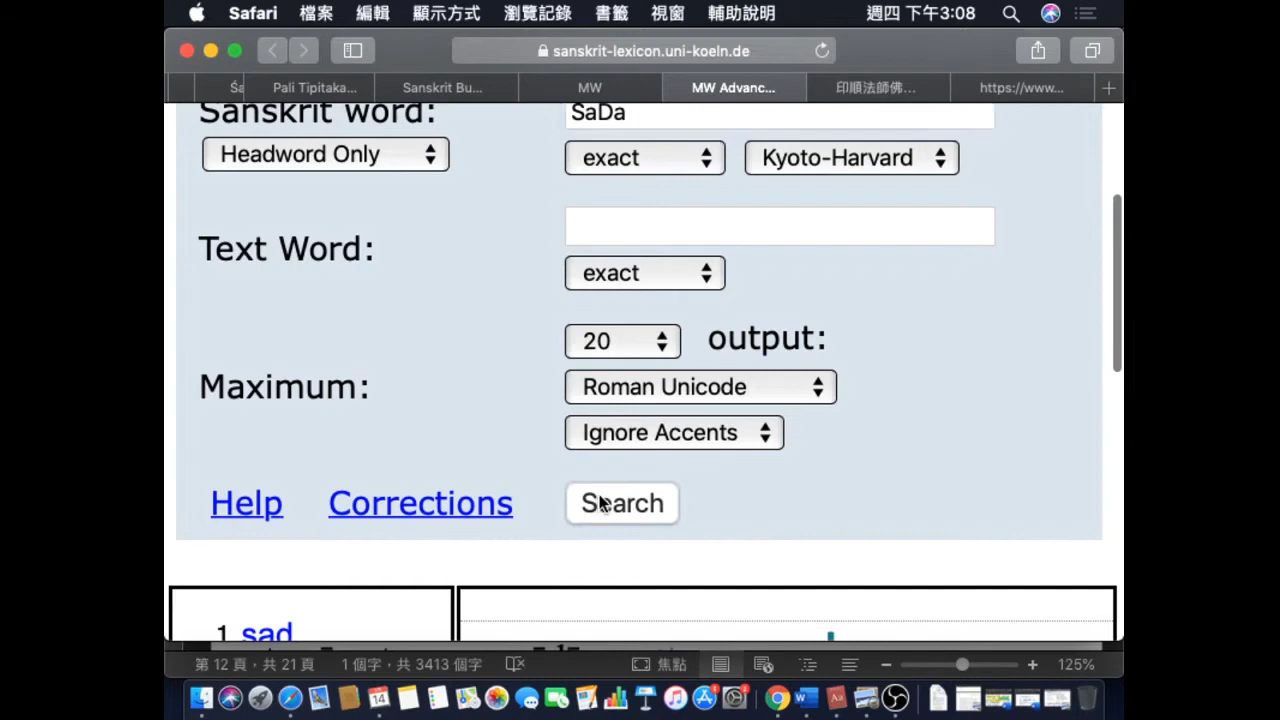 Safari 檔案 編輯 顯示方式 瀏覽記錄 書籤 視窗 輔助說明 週四 下午3:08
sanskrit-lexicon.uni-koeln.de
Śa Pali Tipitaka... Sanskrit Bu... MW MW Advanc... 印順法師佛... https://www...
Sanskrit word: SaDa
Headword Only exact Kyoto-Harvard
Text Word:
exact
20 output:
Maximum: Roman Unicode
Ignore Accents
Help Corrections Search
1 sad
第 12 頁，共 21 頁 1 個字，共 3413 個字 焦點 125%